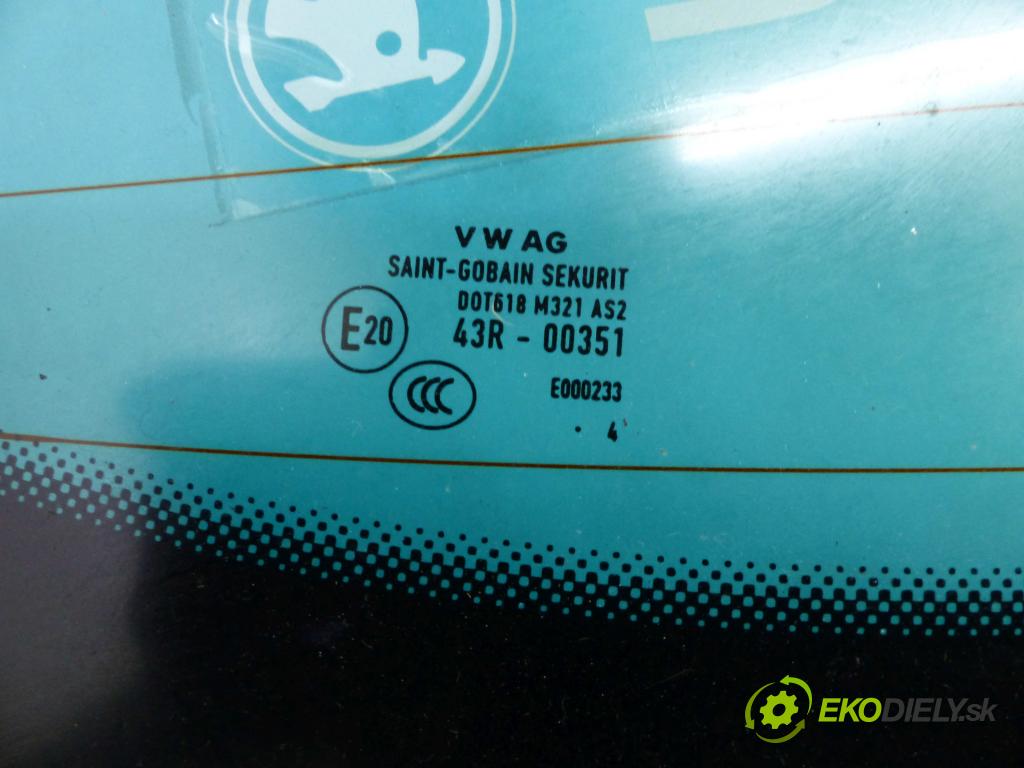 VW AG
SAINT-GOBAIN SEKURIT
DOT618 M321 AS2
E20 43R - 00351
CCC
E000233
. 4
EKODIELY.sk